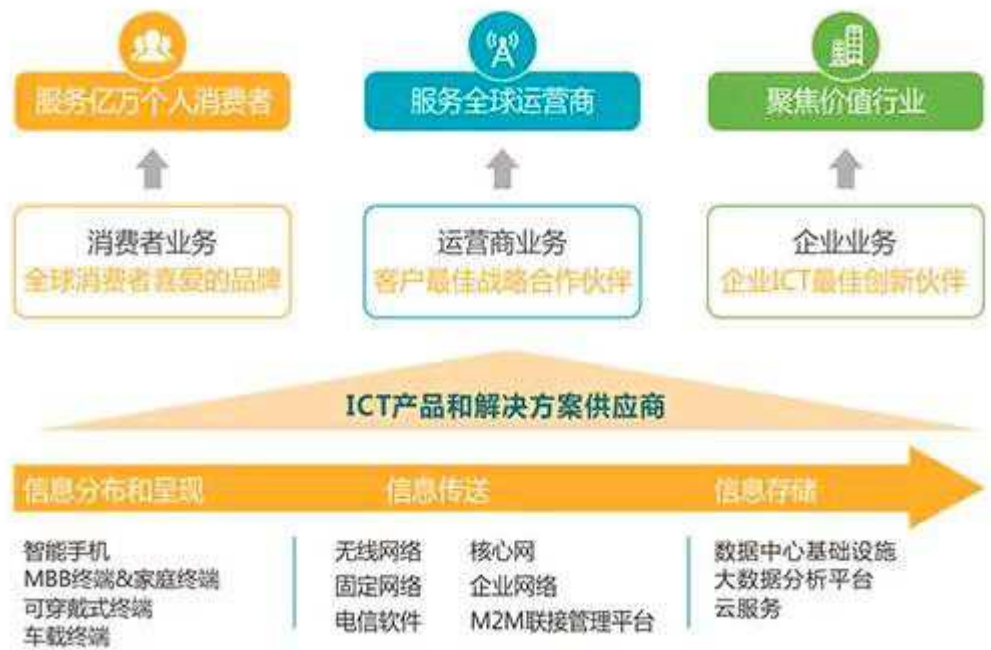 服务亿万个人消费者
服务全球运营商
聚焦价值行业
消费者业务
全球消费者喜爱的品牌
运营商业务
客户最佳战略合作伙伴
企业业务
企业ICT最佳创新伙伴
ICT产品和解决方案供应商
信息分布和呈现
信息传送
信息存储
智能手机
MBB终端&家庭终端
可穿戴式终端
车载终端
无线网络
固定网络
电信软件
核心网
企业网络
M2M联接管理平台
数据中心基础设施
大数据分析平台
云服务